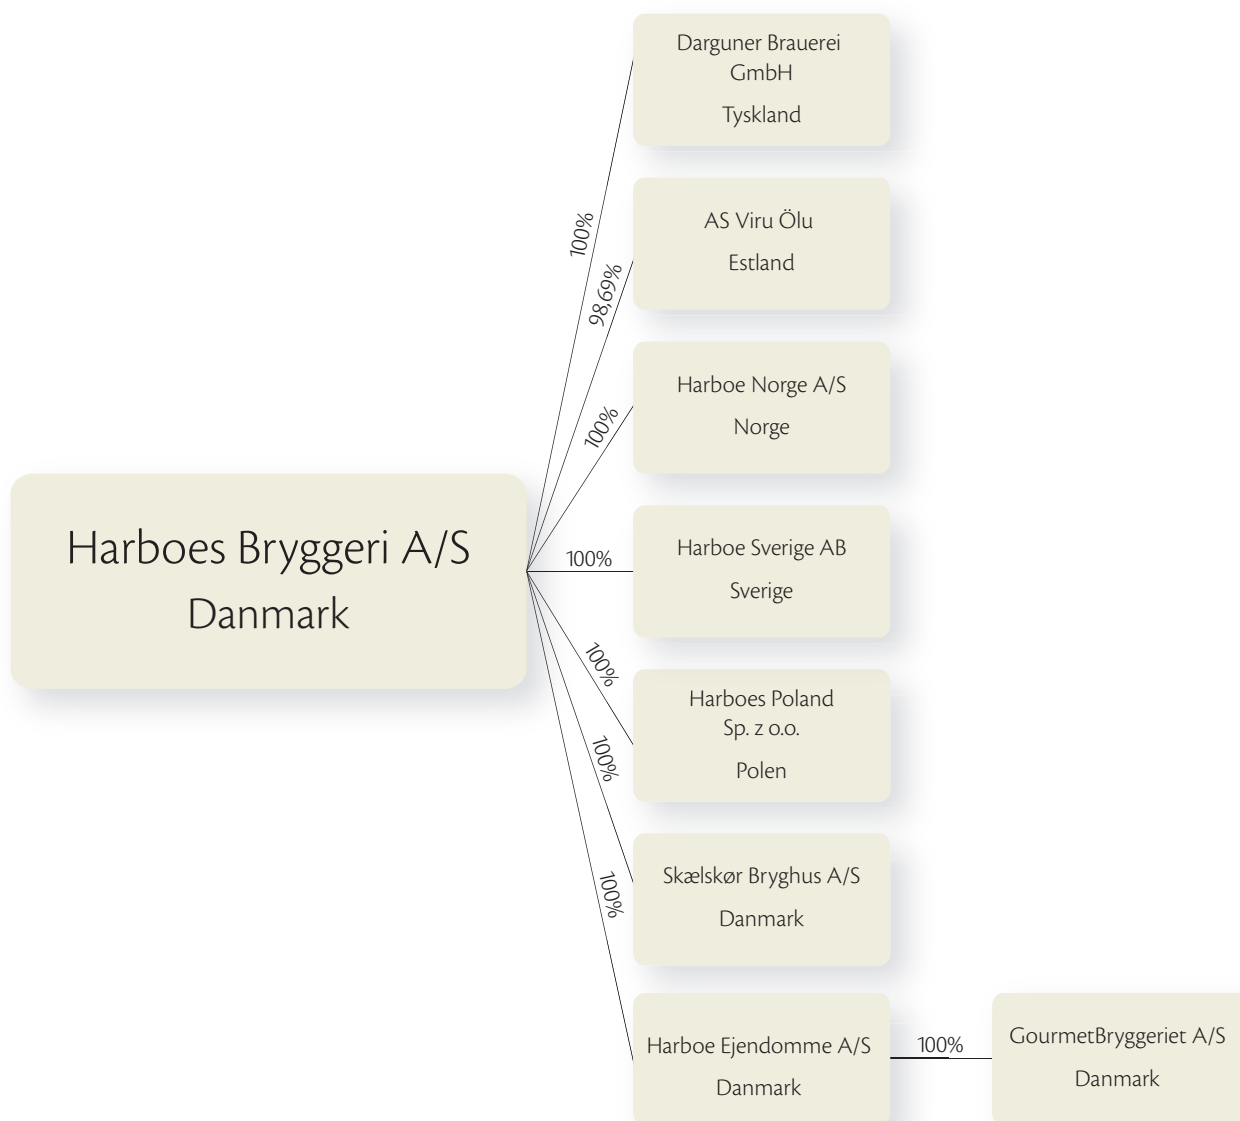 Darguner Brauerei
GmbH
Tyskland
100%
AS Viru Ölu
Estland
98,69%
Harboe Norge A/S
Norge
100%
Harboes Bryggeri A/S
Danmark
100%
Harboe Sverige AB
Sverige
100%
Harboes Poland
Sp. z o.o.
Polen
100%
Skælskør Bryghus A/S
Danmark
100%
Harboe Ejendomme A/S
Danmark
100%
GourmetBryggeriet A/S
Danmark